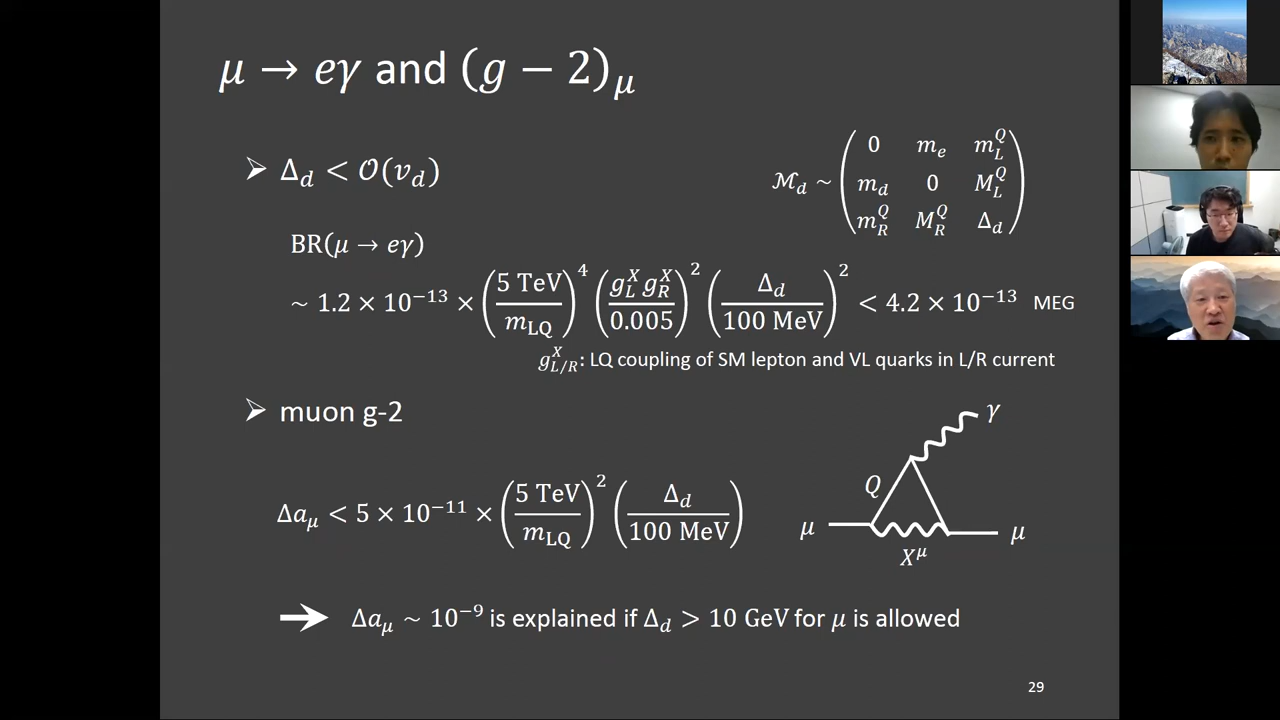 μ → eγ and (g − 2)_μ
➢ Δ_d < 𝒪(v_d)
ℳ_d ~ ( 0 m_e m_L^Q
m_d 0 M_L^Q
m_R^Q M_R^Q Δ_d )
BR(μ → eγ)
~ 1.2 × 10^−13 × (5 TeV / m_LQ)^4 (g_L^X g_R^X / 0.005)^2 (Δ_d / 100 MeV)^2 < 4.2 × 10^−13 MEG
g_{L/R}^X: LQ coupling of SM lepton and VL quarks in L/R current
➢ muon g-2
Δa_μ < 5 × 10^−11 × (5 TeV / m_LQ)^2 (Δ_d / 100 MeV)
γ
Q
μ
μ
X^μ
→ Δa_μ ~ 10^−9 is explained if Δ_d > 10 GeV for μ is allowed
29